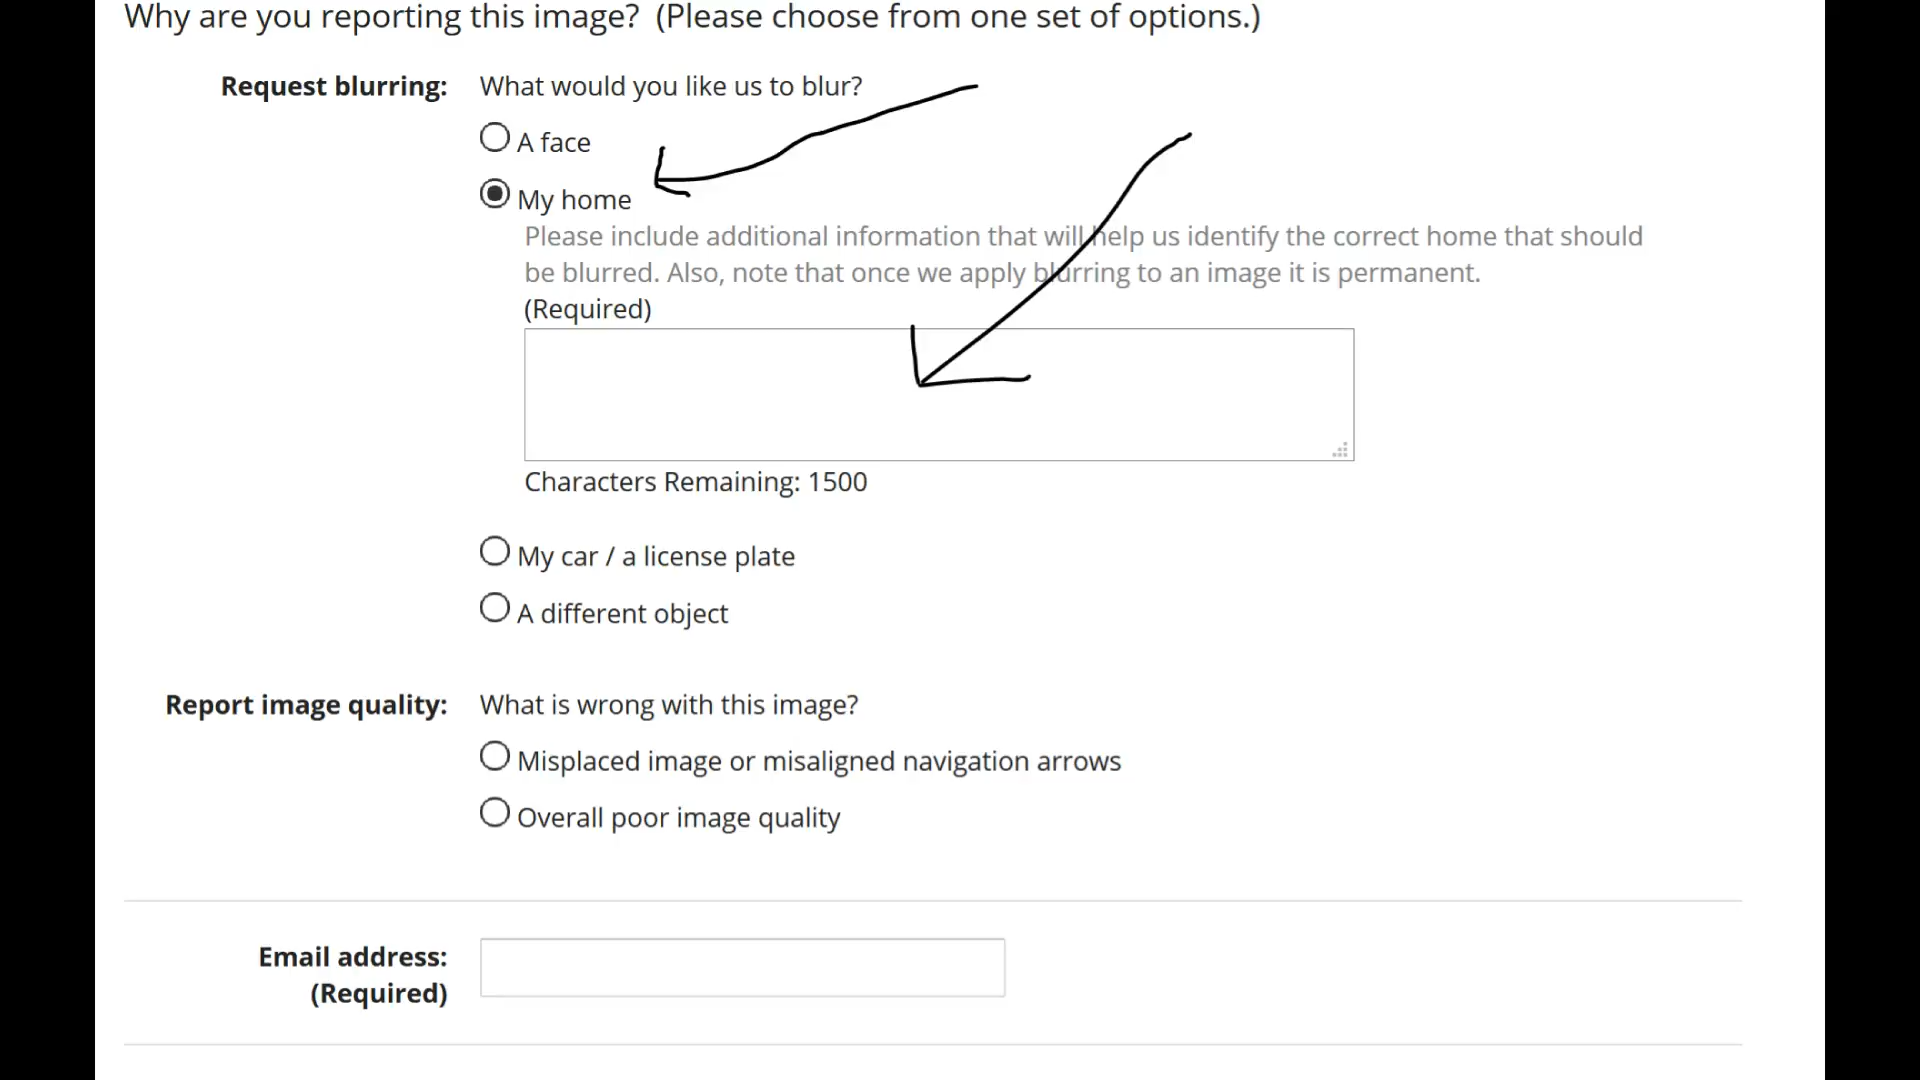 Why are you reporting this image? (Please choose from one set of options.)
Request blurring: What would you like us to blur?
A face
My home
Please include additional information that will help us identify the correct home that should
be blurred. Also, note that once we apply blurring to an image it is permanent.
(Required)
Characters Remaining: 1500
My car / a license plate
A different object
Report image quality: What is wrong with this image?
Misplaced image or misaligned navigation arrows
Overall poor image quality
Email address:
(Required)